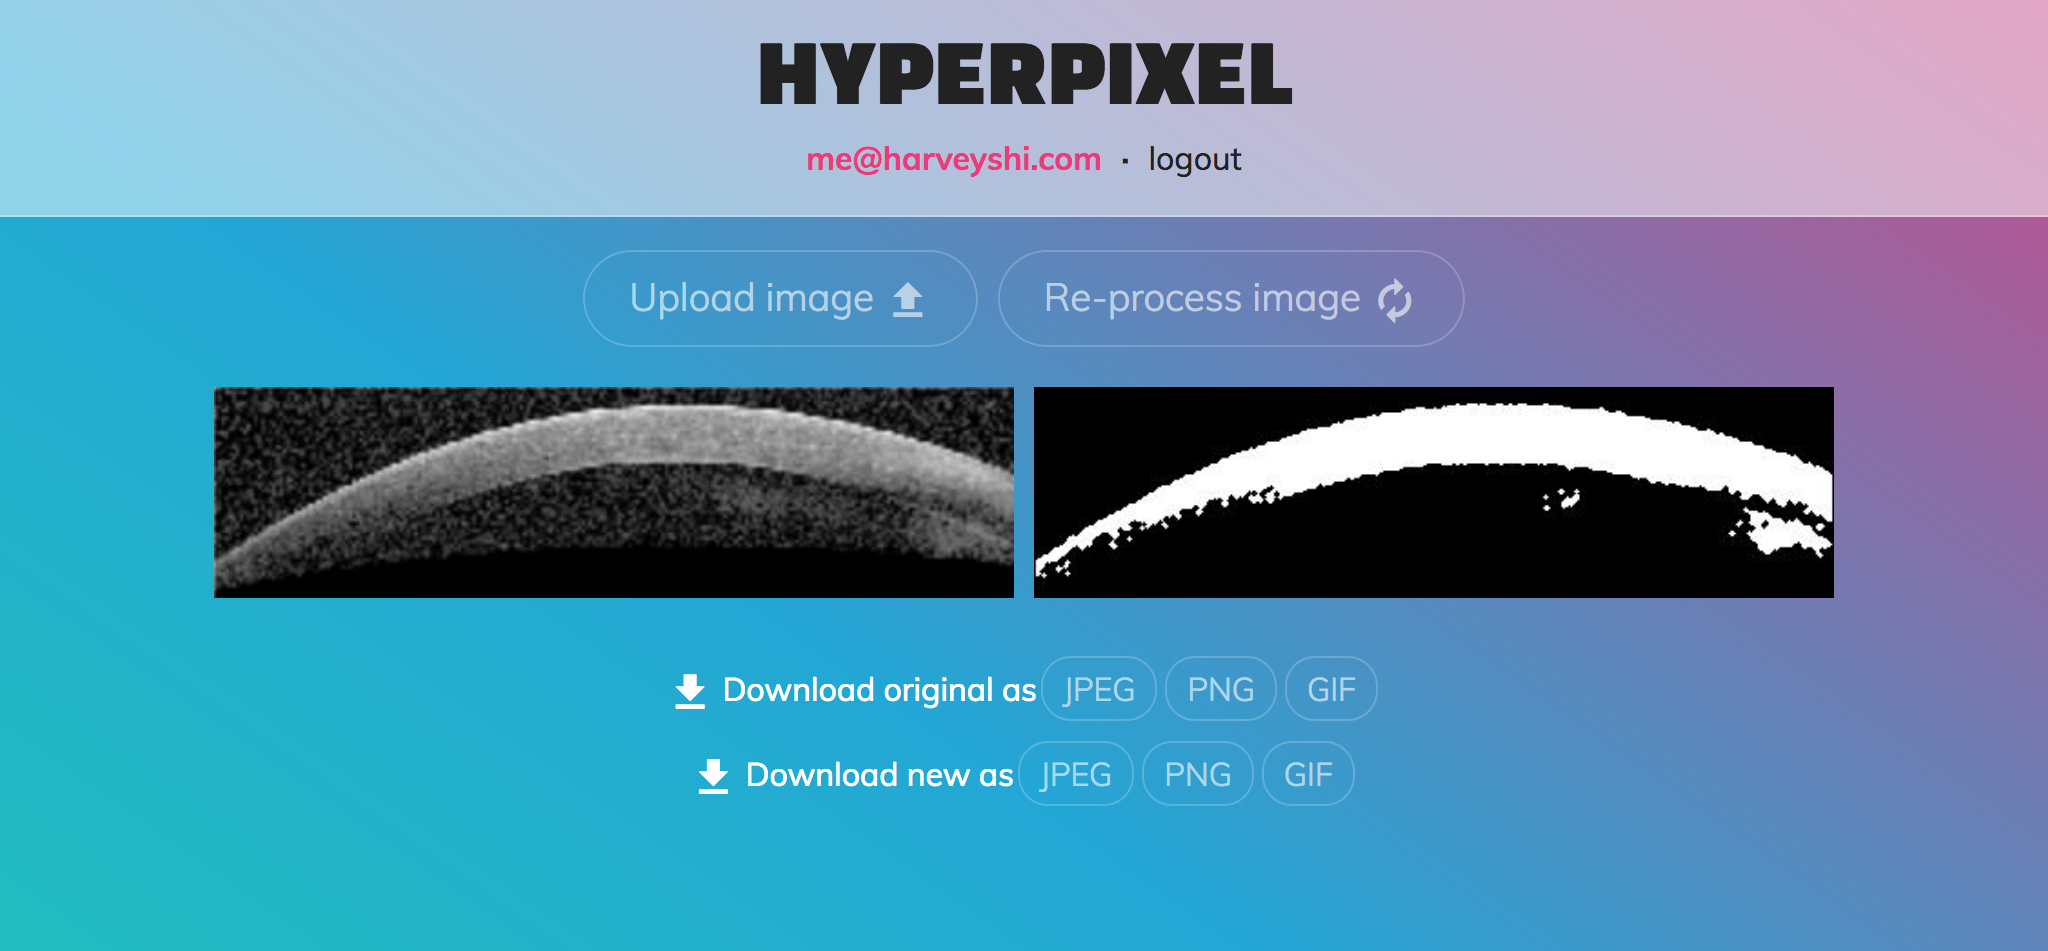 HYPERPIXEL
me@harveyshi.com · logout
Upload image Re-process image
Download original as JPEG PNG GIF
Download new as JPEG PNG GIF